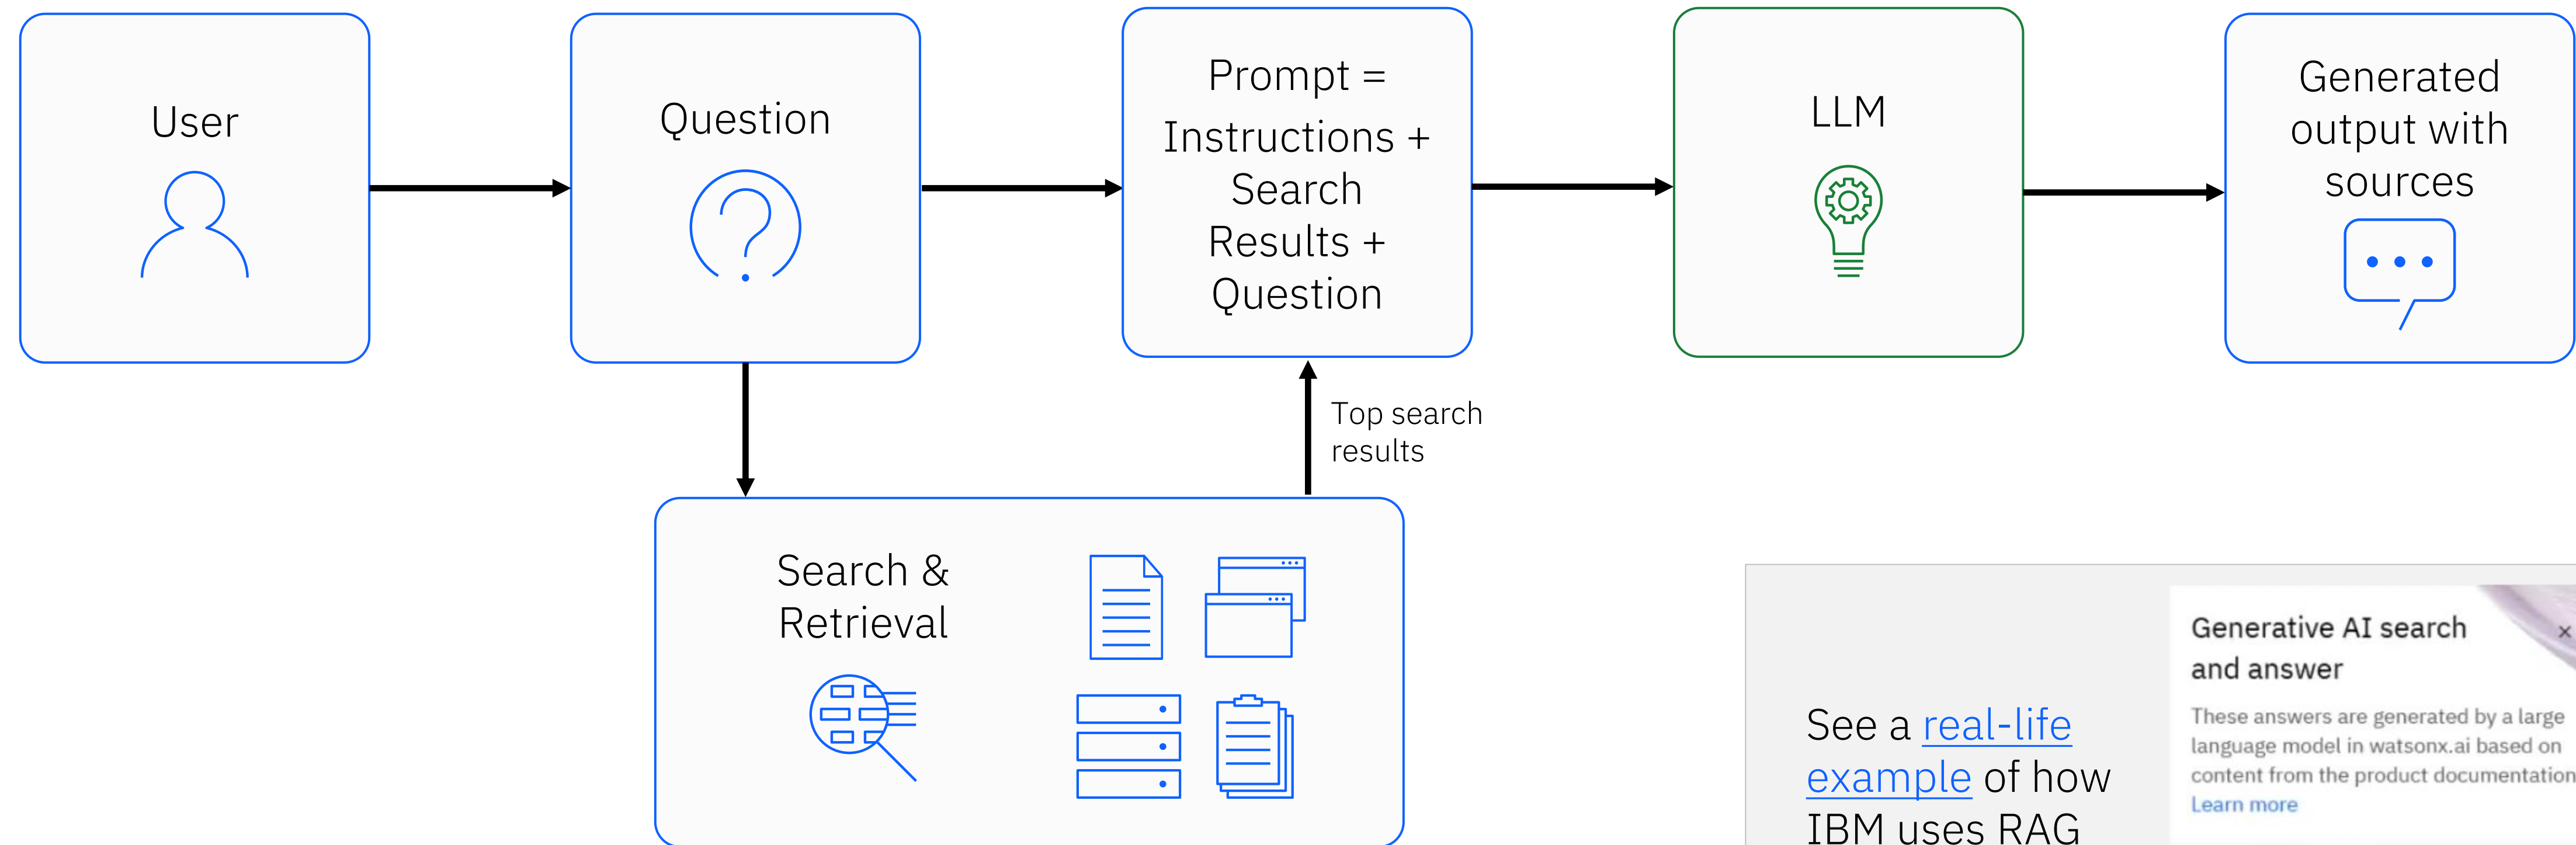 User
Question
Prompt =
Instructions +
Search
Results +
Question
LLM
Generated
output with
sources
Top search
results
Search &
Retrieval
See a real-life
example of how
IBM uses RAG
Generative AI search
and answer
These answers are generated by a large
language model in watsonx.ai based on
content from the product documentation
Learn more